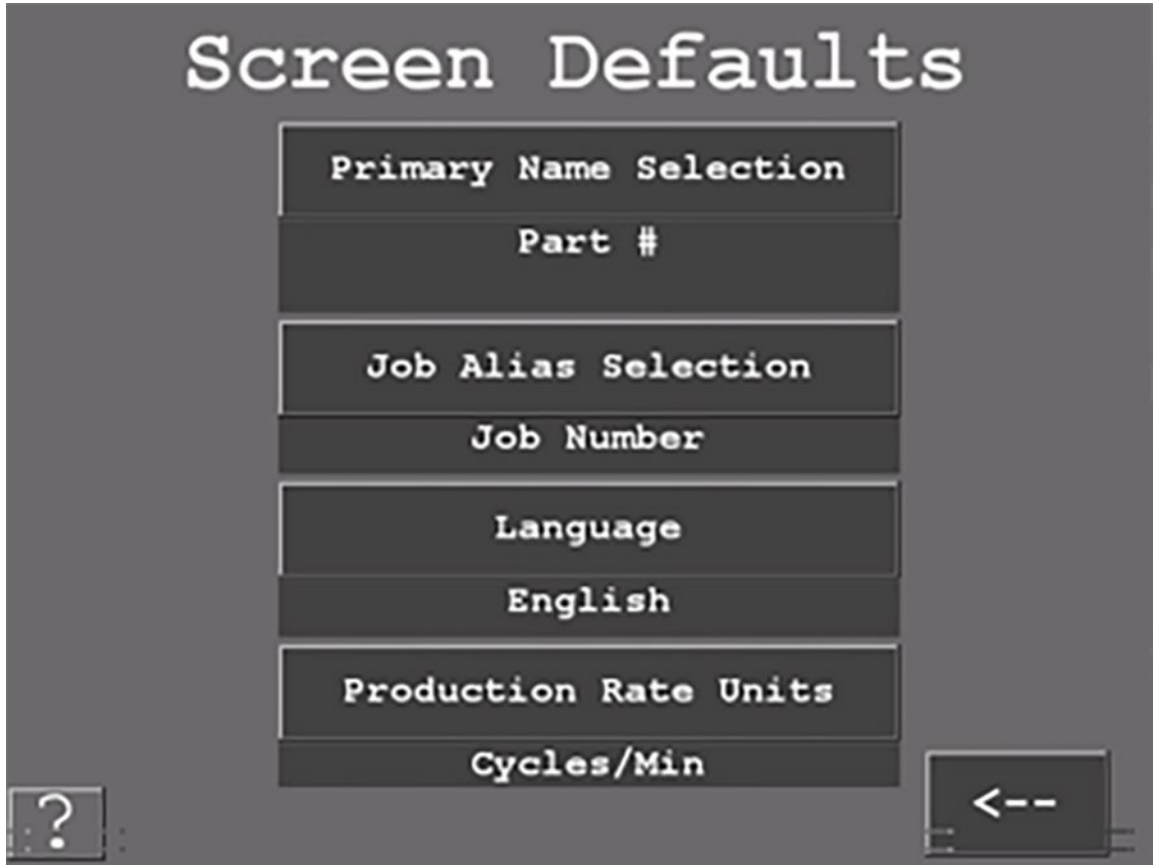 Screen Defaults
Primary Name Selection
Part #
Job Alias Selection
Job Number
Language
English
Production Rate Units
Cycles/Min
?
<--